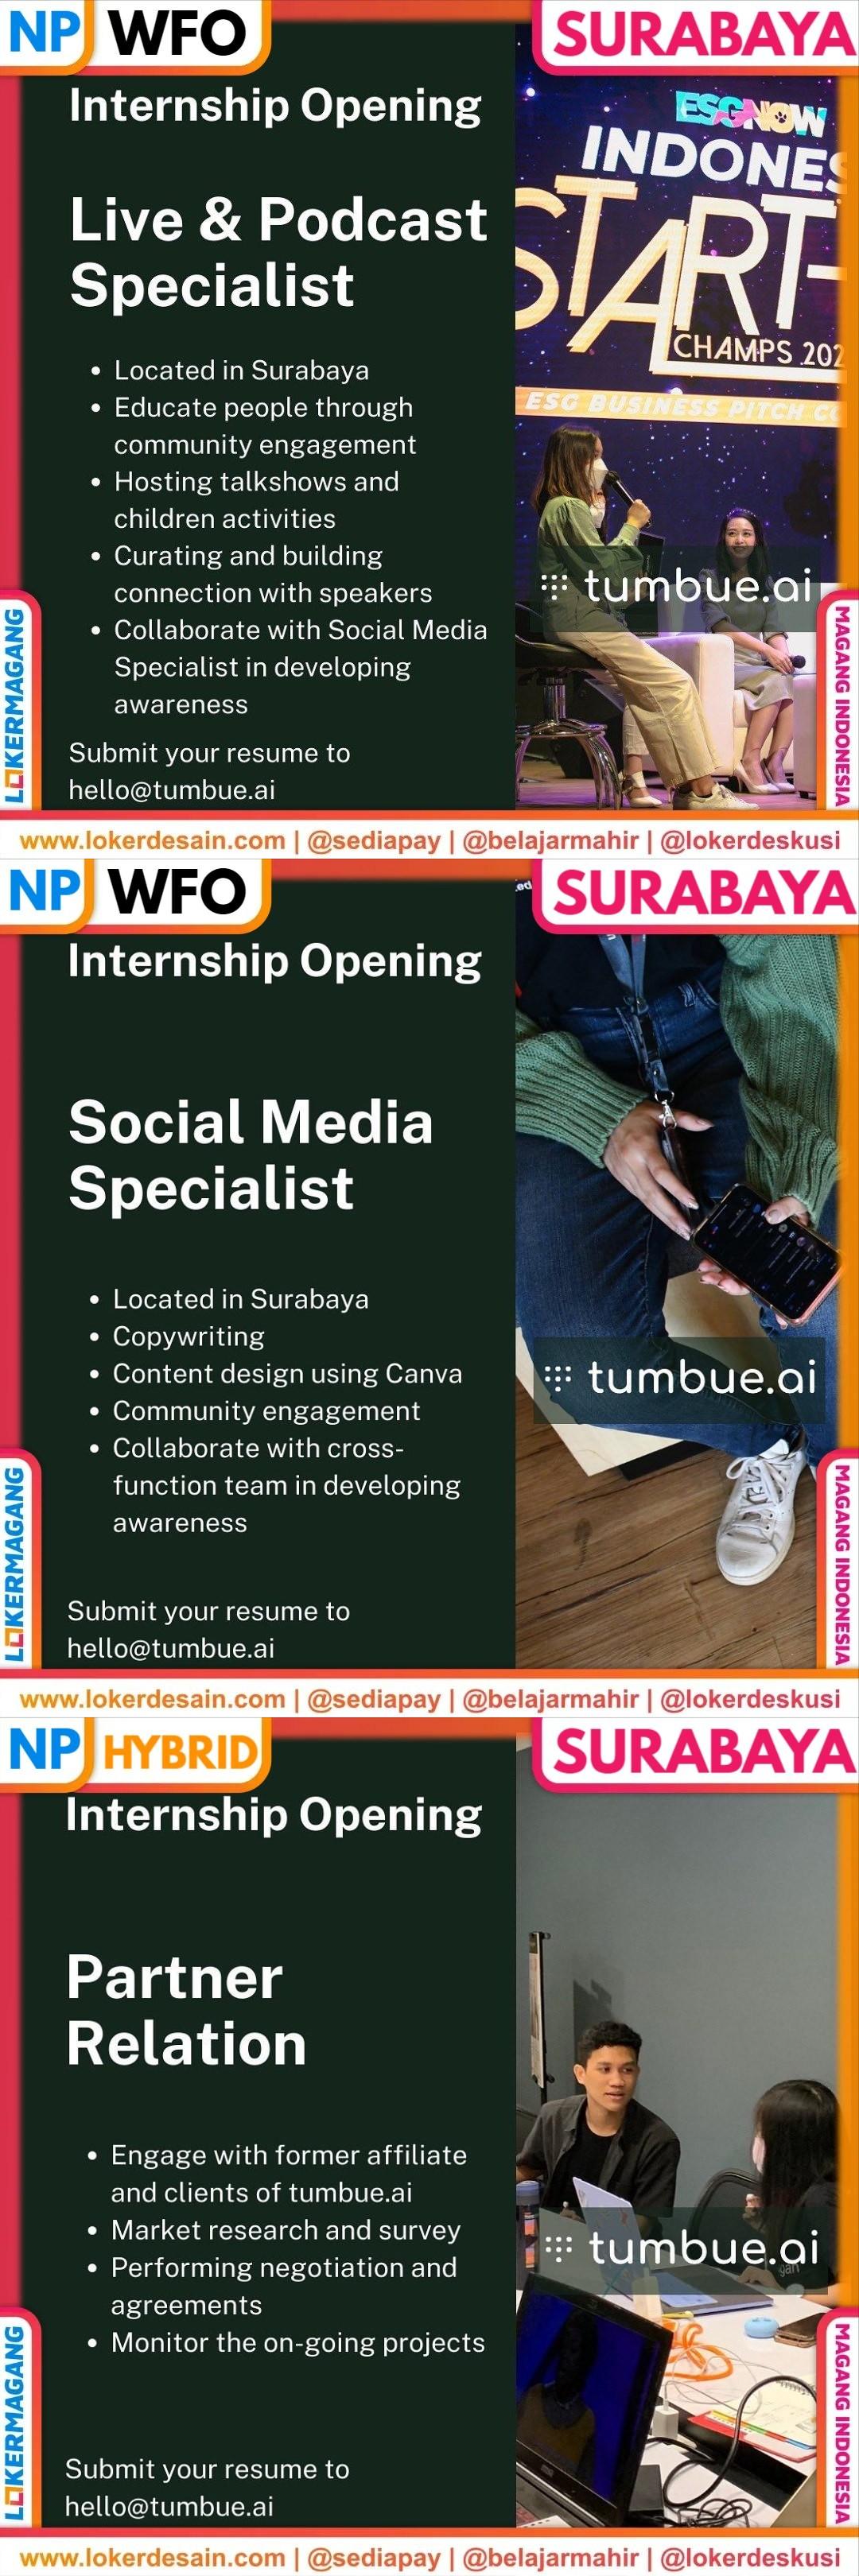 NP WFO
SURABAYA
Internship Opening
Live & Podcast
Specialist
• Located in Surabaya
• Educate people through
community engagement
• Hosting talkshows and
children activities
• Curating and building
connection with speakers
• Collaborate with Social Media
Specialist in developing
awareness
Submit your resume to
hello@tumbue.ai
ESGNOW
INDONES
START-
CHAMPS 202
ESG BUSINESS PITCH CO
tumbue.ai
LOKERMAGANG
MAGANG INDONESIA
www.lokerdesain.com | @sediapay | @belajarmahir | @lokerdeskusi
NP WFO
SURABAYA
Internship Opening
Social Media
Specialist
• Located in Surabaya
• Copywriting
• Content design using Canva
• Community engagement
• Collaborate with cross-
function team in developing
awareness
Submit your resume to
hello@tumbue.ai
tumbue.ai
LOKERMAGANG
MAGANG INDONESIA
www.lokerdesain.com | @sediapay | @belajarmahir | @lokerdeskusi
NP HYBRID
SURABAYA
Internship Opening
Partner
Relation
• Engage with former affiliate
and clients of tumbue.ai
• Market research and survey
• Performing negotiation and
agreements
• Monitor the on-going projects
Submit your resume to
hello@tumbue.ai
tumbue.ai
LOKERMAGANG
MAGANG INDONESIA
www.lokerdesain.com | @sediapay | @belajarmahir | @lokerdeskusi